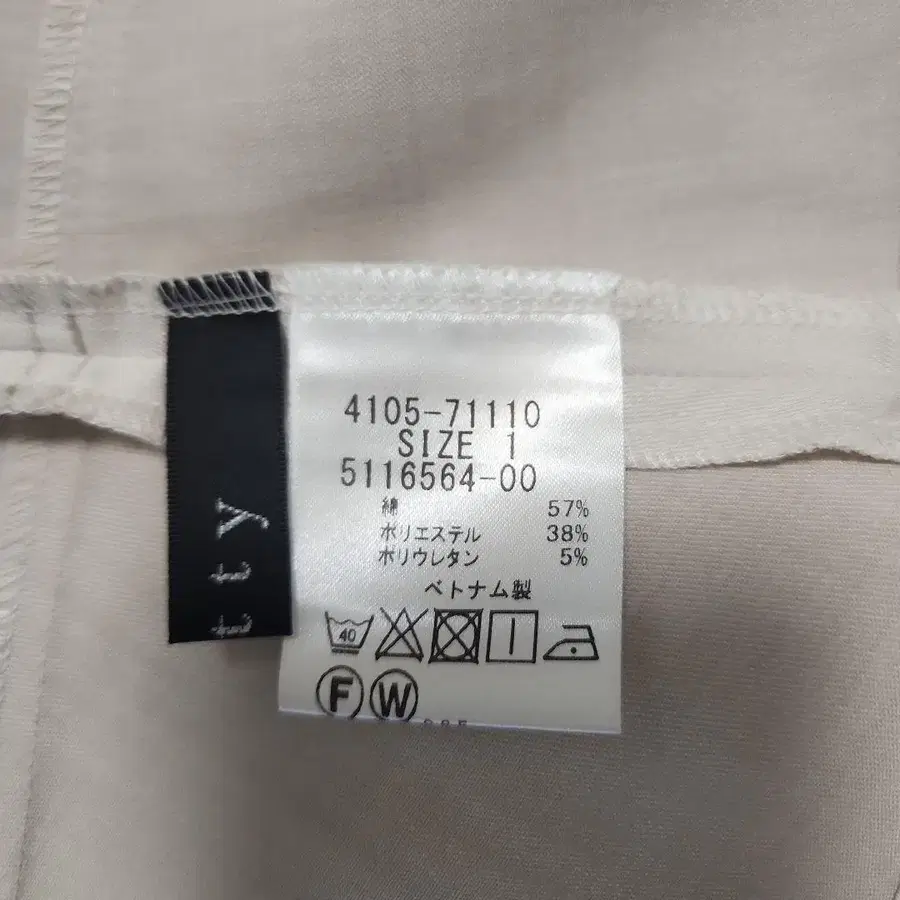 4105-71110
SIZE 1
5116564-00
綿 57%
ポリエステル 38%
ポリウレタン 5%
ベトナム製
40
F W
tty